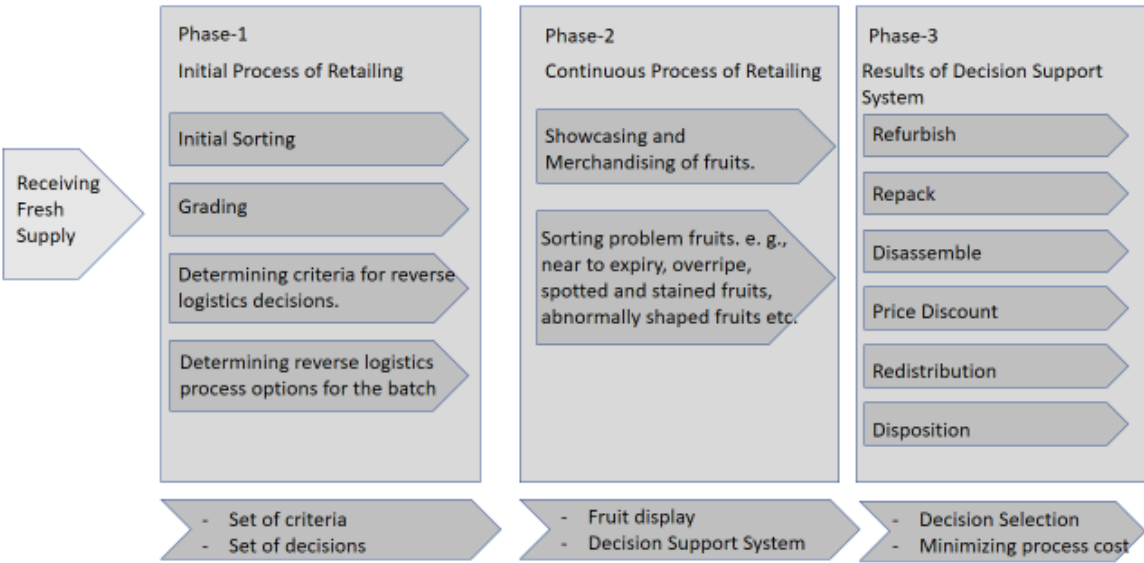 Receiving
Fresh
Supply
Phase-1
Initial Process of Retailing
Initial Sorting
Grading
Determining criteria for reverse
logistics decisions.
Determining reverse logistics
process options for the batch
- Set of criteria
- Set of decisions
Phase-2
Continuous Process of Retailing
Showcasing and
Merchandising of fruits.
Sorting problem fruits. e. g.,
near to expiry, overripe,
spotted and stained fruits,
abnormally shaped fruits etc.
- Fruit display
- Decision Support System
Phase-3
Results of Decision Support
System
Refurbish
Repack
Disassemble
Price Discount
Redistribution
Disposition
- Decision Selection
- Minimizing process cost